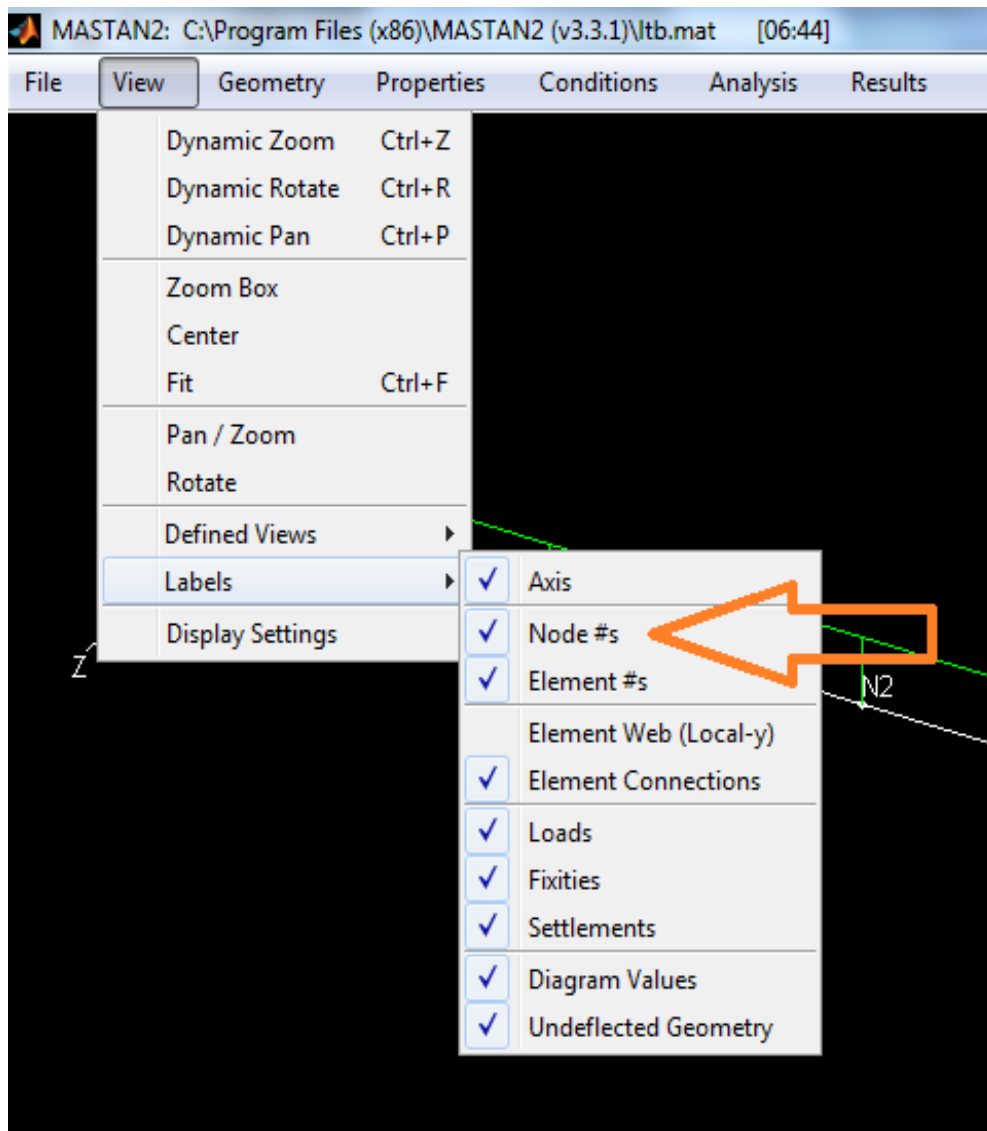 MASTAN2: C:\Program Files (x86)\MASTAN2 (v3.3.1)\ltb.mat [06:44]
File View Geometry Properties Conditions Analysis Results
Dynamic Zoom Ctrl+Z
Dynamic Rotate Ctrl+R
Dynamic Pan Ctrl+P
Zoom Box
Center
Fit Ctrl+F
Pan / Zoom
Rotate
Defined Views
Labels
Display Settings
Axis
Node #s
Element #s
Element Web (Local-y)
Element Connections
Loads
Fixities
Settlements
Diagram Values
Undeflected Geometry
Z
N2